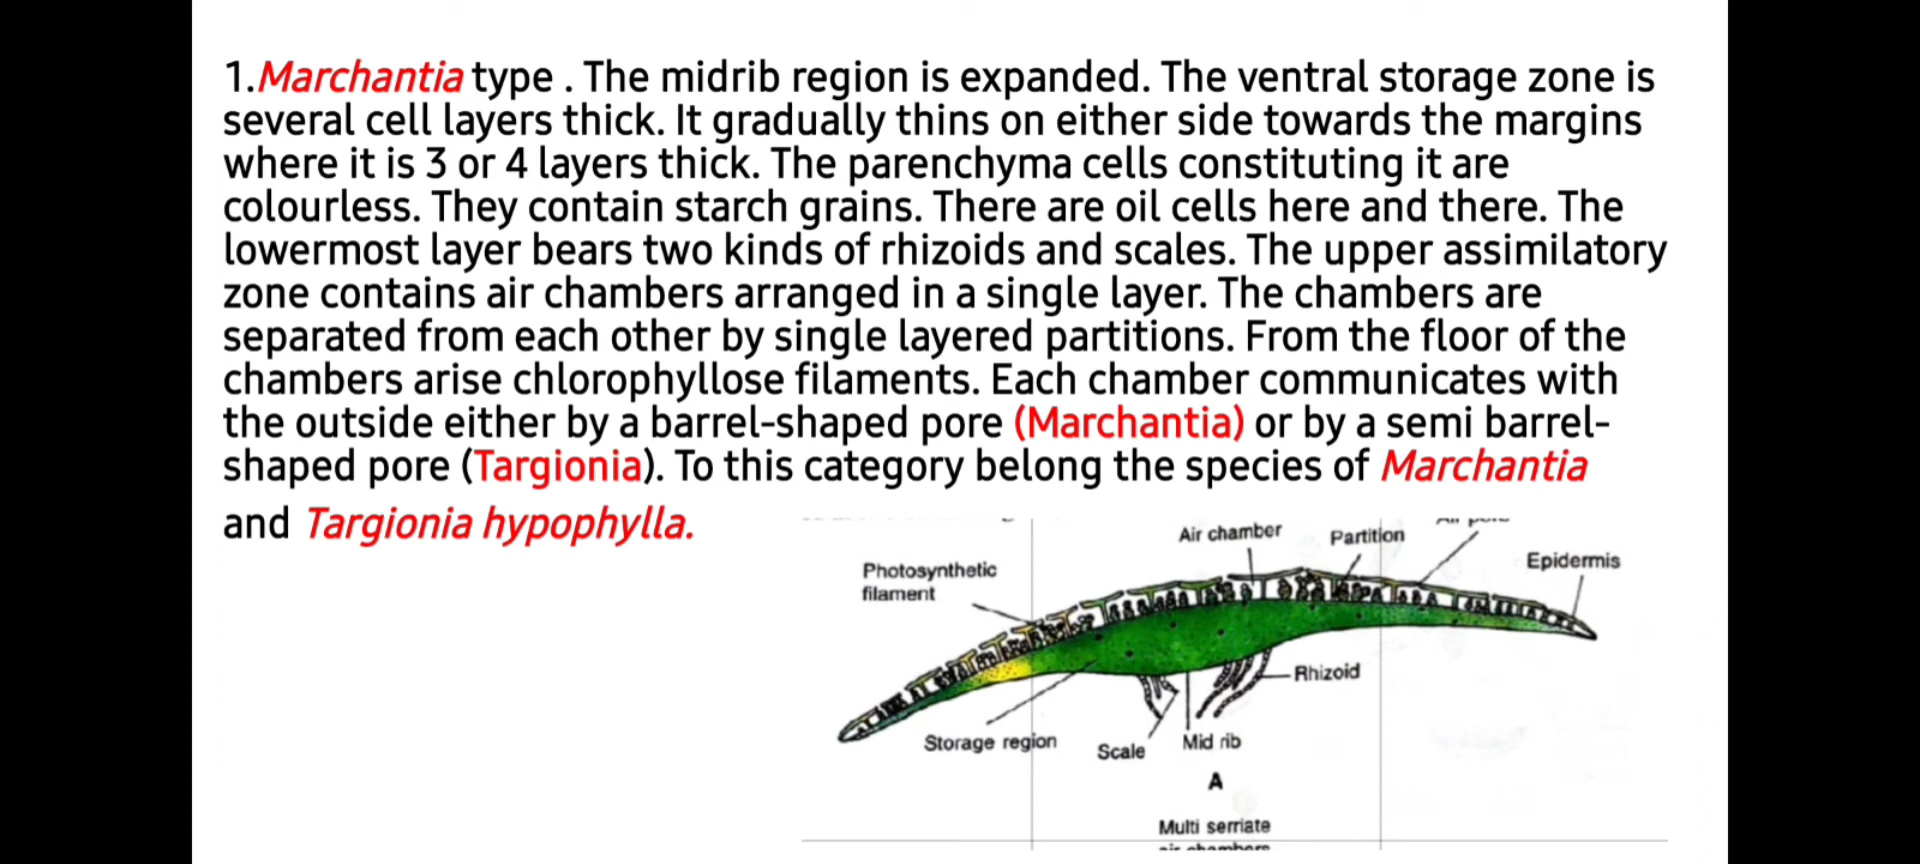 1.Marchantia type . The midrib region is expanded. The ventral storage zone is
several cell layers thick. It gradually thins on either side towards the margins
where it is 3 or 4 layers thick. The parenchyma cells constituting it are
colourless. They contain starch grains. There are oil cells here and there. The
lowermost layer bears two kinds of rhizoids and scales. The upper assimilatory
zone contains air chambers arranged in a single layer. The chambers are
separated from each other by single layered partitions. From the floor of the
chambers arise chlorophyllose filaments. Each chamber communicates with
the outside either by a barrel-shaped pore (Marchantia) or by a semi barrel-
shaped pore (Targionia). To this category belong the species of Marchantia
and Targionia hypophylla.
Air chamber
Partition
Epidermis
Photosynthetic
filament
Rhizoid
Storage region
Scale
Mid rib
A
Multi serriate